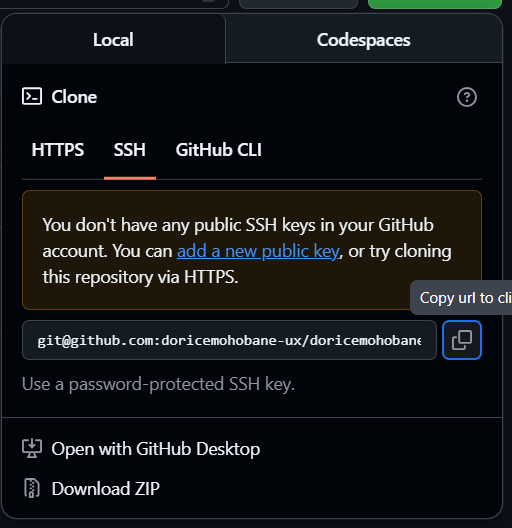 Local Codespaces
Clone
HTTPS SSH GitHub CLI
You don't have any public SSH keys in your GitHub
account. You can add a new public key, or try cloning
this repository via HTTPS.
Copy url to cli
git@github.com:doricemohobane-ux/doricemohobane
Use a password-protected SSH key.
Open with GitHub Desktop
Download ZIP